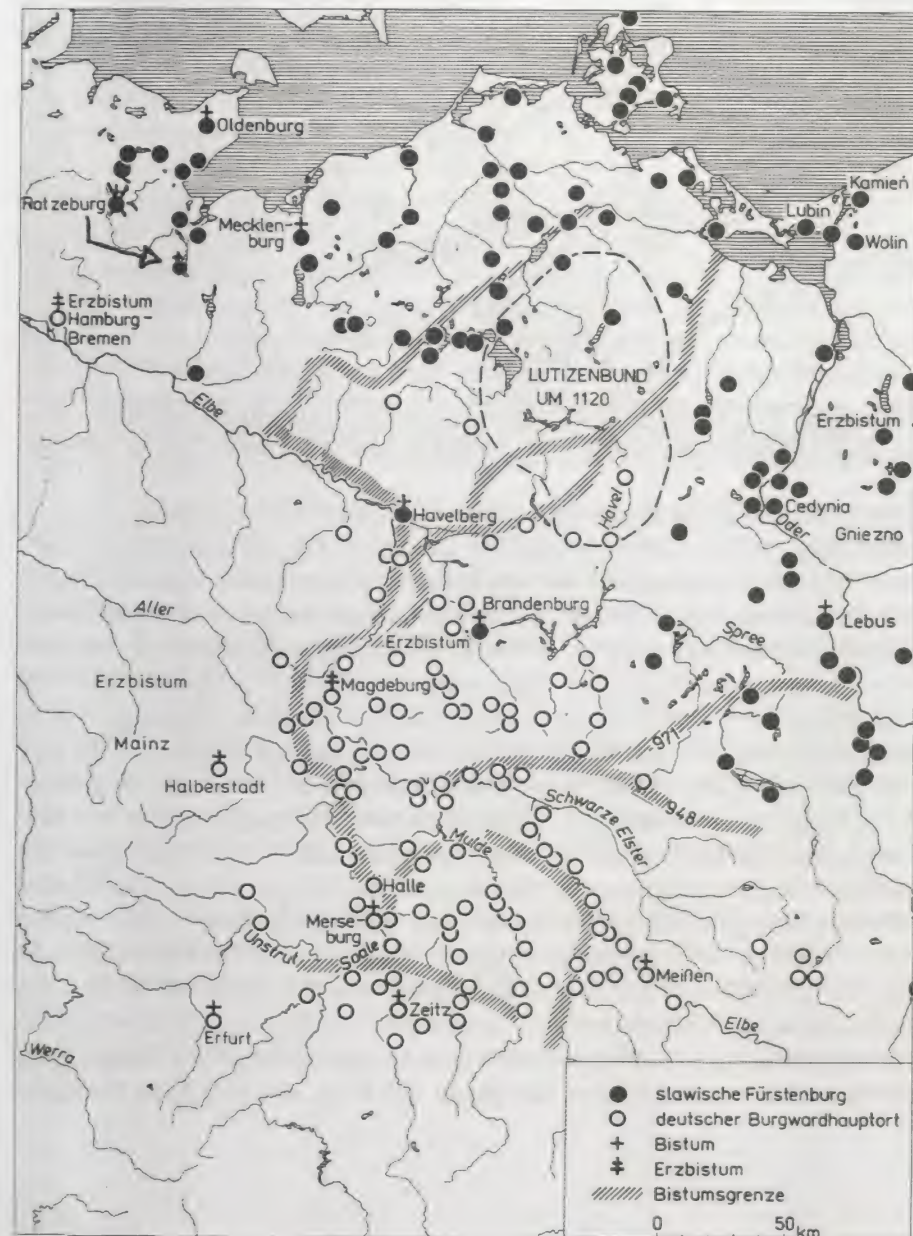 Oldenburg
Ratzeburg
Mecklen-
burg
Kamień
Lubin
Wolin
Erzbistum
Hamburg-
Bremen
Elbe
LUTIZENBUND
UM 1120
Erzbistum
Havelberg
Havel
Cedynia
Oder
Gniezno
Aller
Brandenburg
Lebus
Erzbistum
Spree
Erzbistum
Magdeburg
Mainz
971
Halberstadt
Schwarze Elster
948
Mulde
Halle
Merse-
burg
Unstrut
Saale
Meißen
Zeitz
Erfurt
Elbe
Werra
slawische Fürstenburg
deutscher Burgwardhauptort
Bistum
Erzbistum
Bistumsgrenze
0 50 km